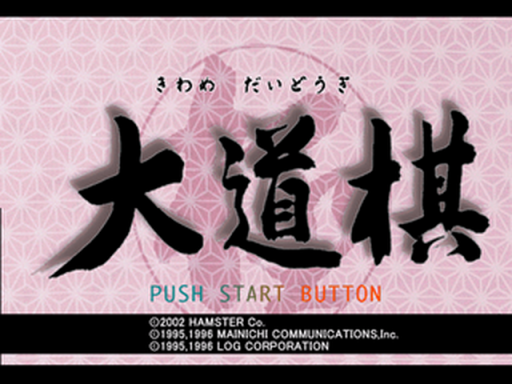 きわめ だいどうぎ
大道棋
PUSH START BUTTON
©2002 HAMSTER Co.
©1995,1996 MAINICHI COMMUNICATIONS,Inc.
©1995,1996 LOG CORPORATION